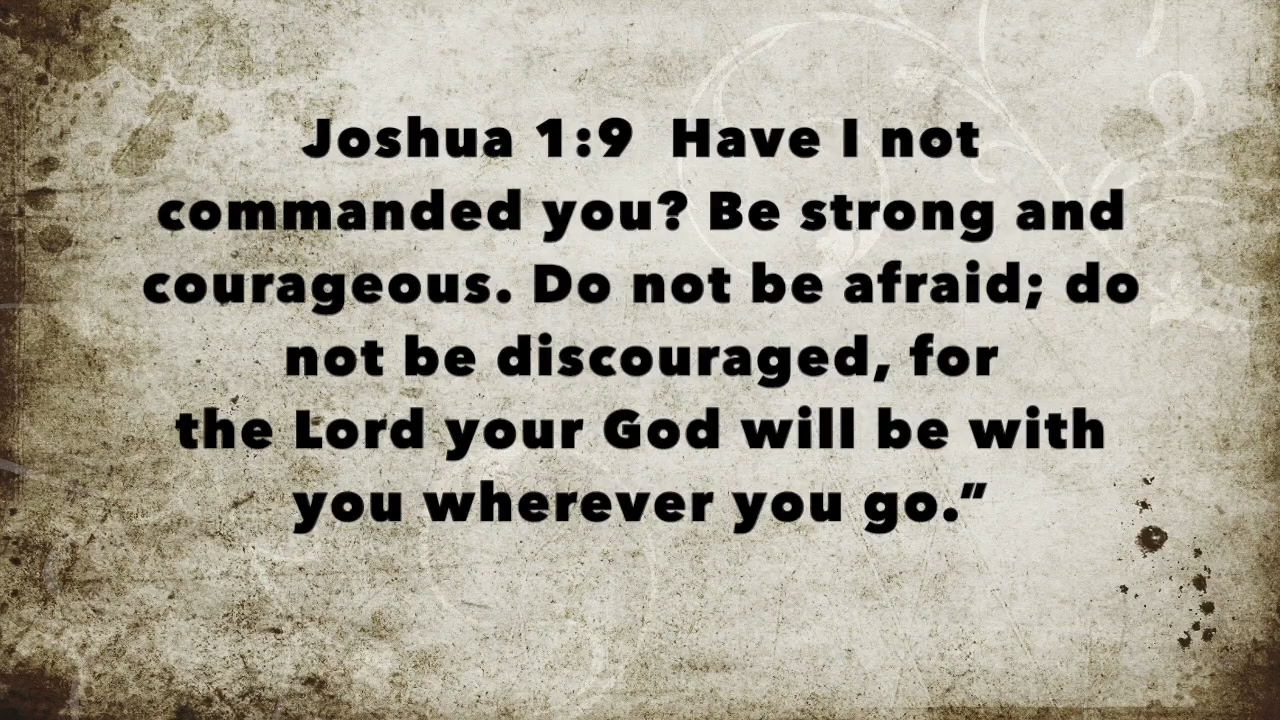 Joshua 1:9  Have I not
commanded you? Be strong and
courageous. Do not be afraid; do
not be discouraged, for
the Lord your God will be with
you wherever you go.”